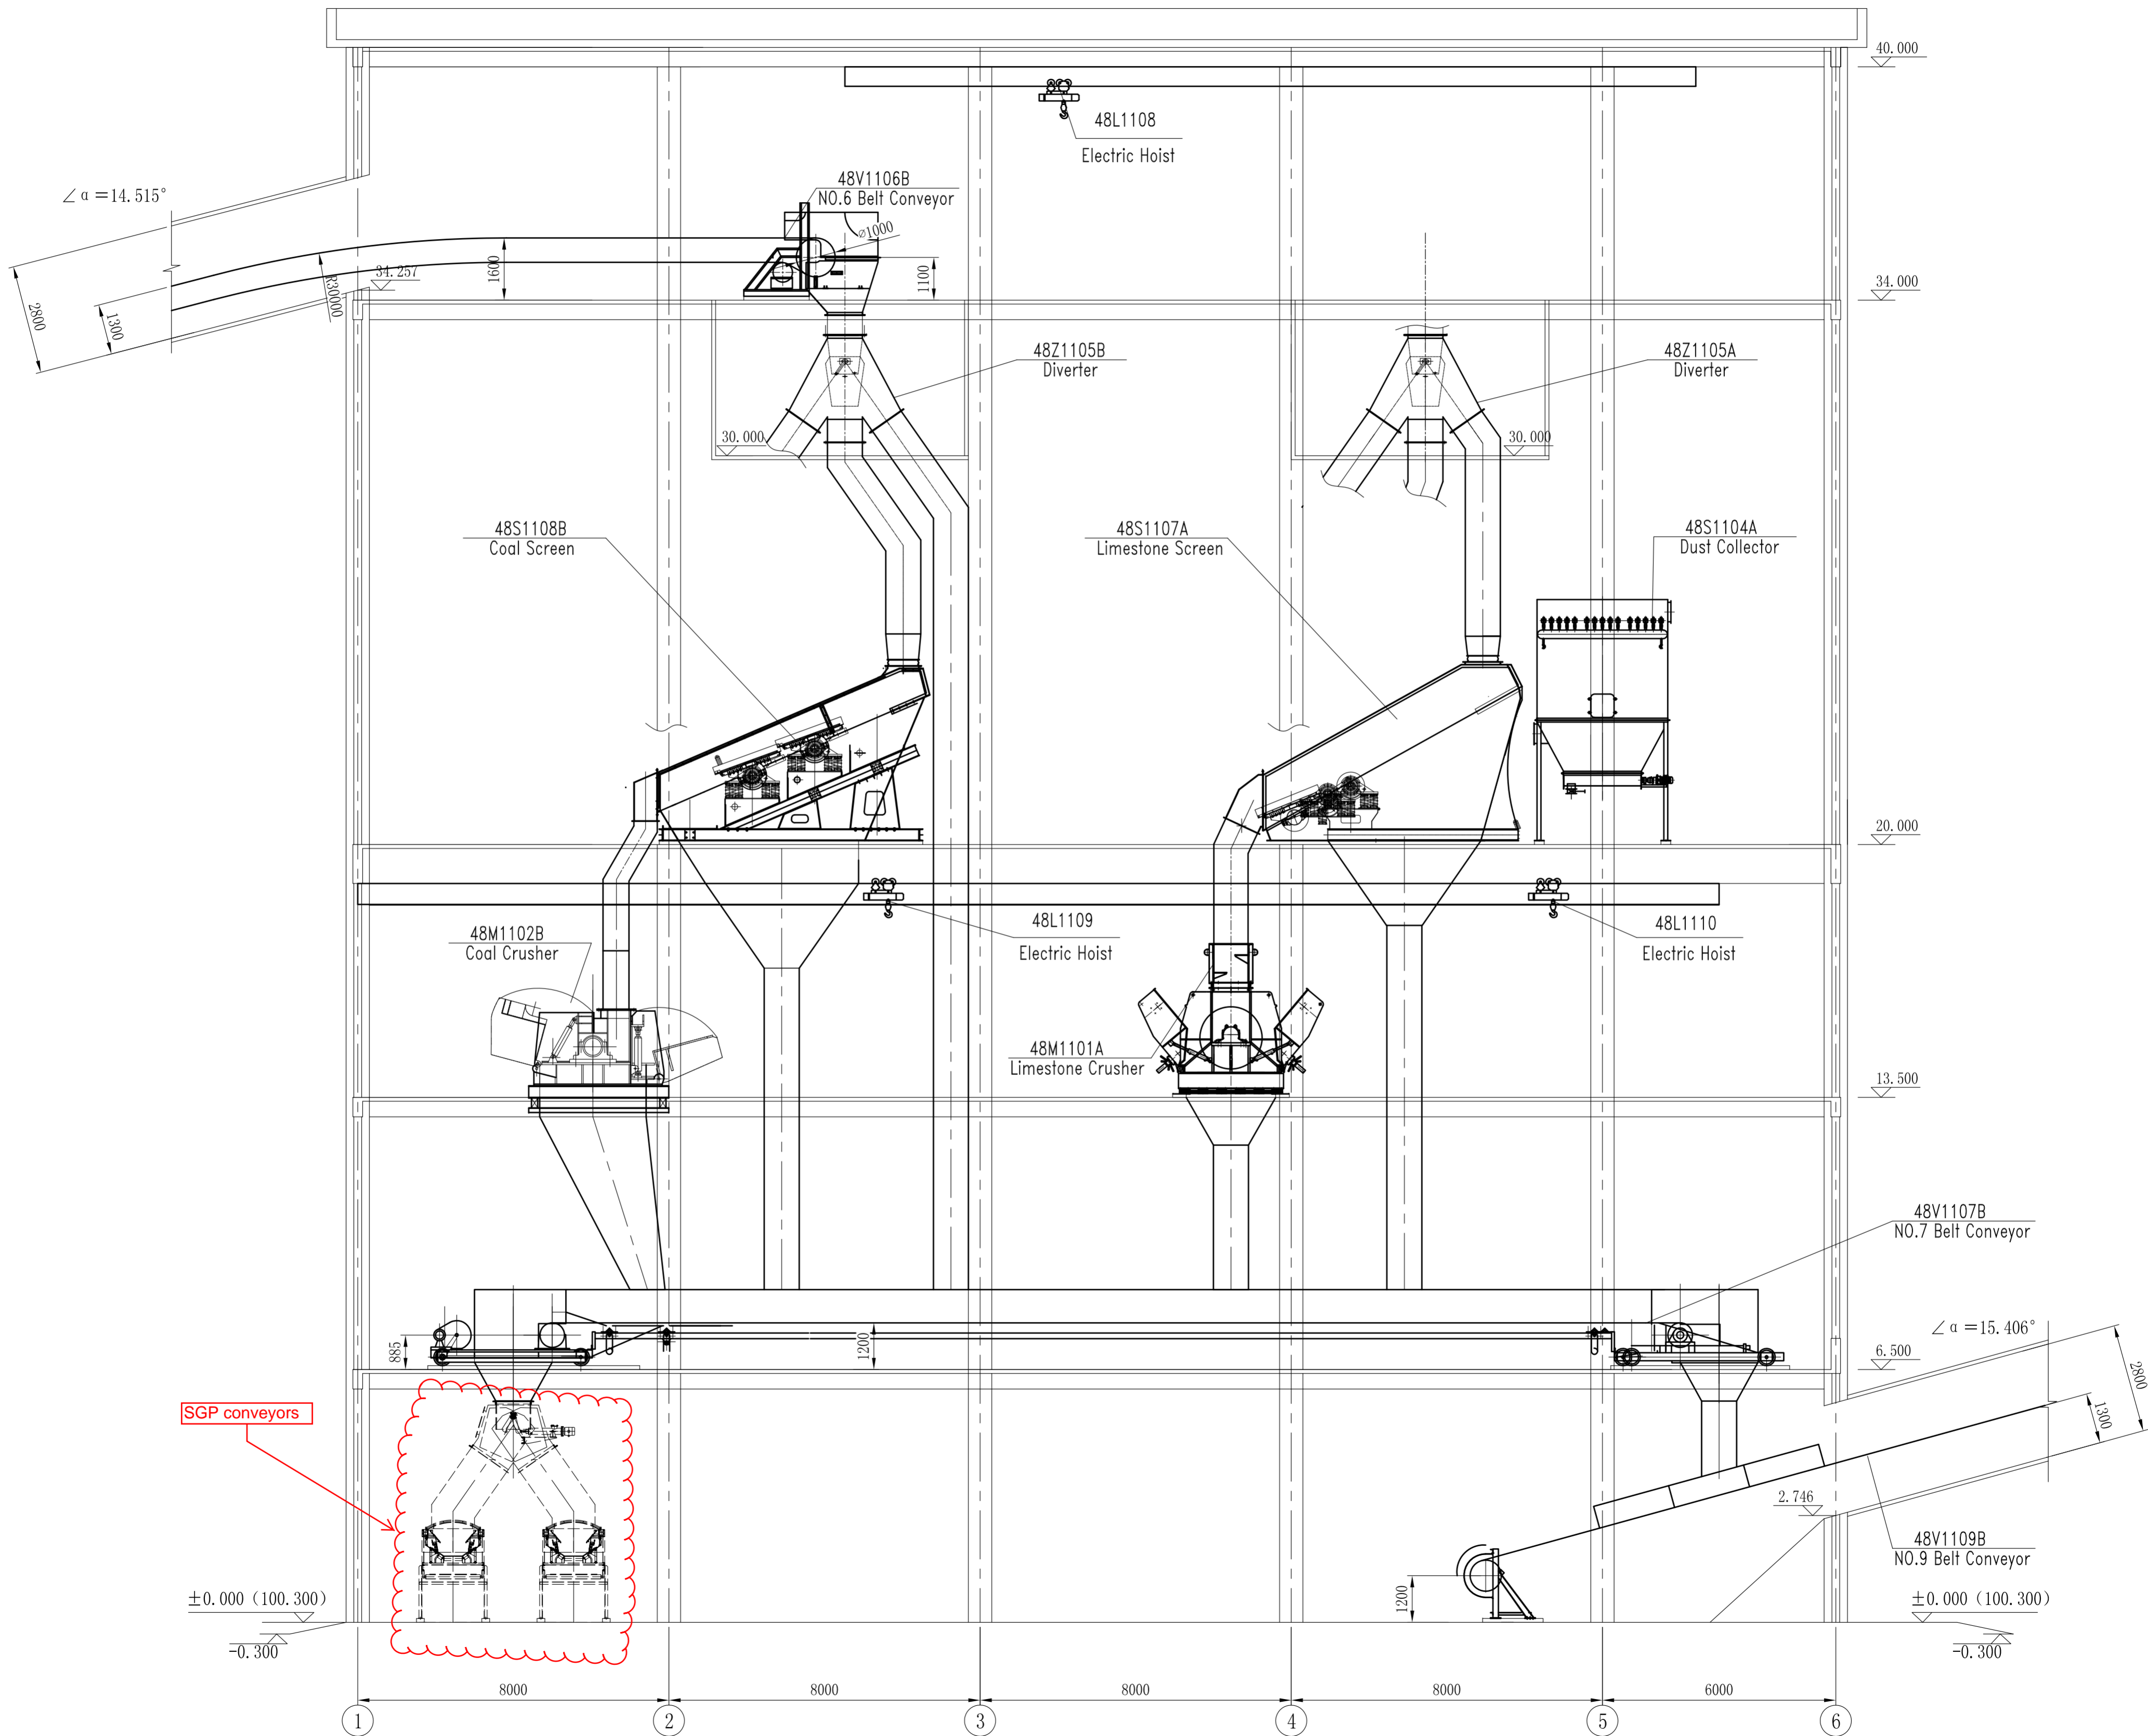 40.000
48L1108
Electric Hoist
∠α=14.515°
48V1106B
NO.6 Belt Conveyor
⌀1000
34.257
R30000
1600
1100
2800
1300
34.000
48Z1105B
Diverter
48Z1105A
Diverter
30.000
30.000
48S1108B
Coal Screen
48S1107A
Limestone Screen
48S1104A
Dust Collector
20.000
48M1102B
Coal Crusher
48L1109
Electric Hoist
48L1110
Electric Hoist
48M1101A
Limestone Crusher
13.500
48V1107B
NO.7 Belt Conveyor
885
1200
∠α=15.406°
6.500
2800
1300
SGP conveyors
2.746
48V1109B
NO.9 Belt Conveyor
1200
±0.000 (100.300)
-0.300
±0.000 (100.300)
-0.300
8000 8000 8000 8000 6000
1 2 3 4 5 6